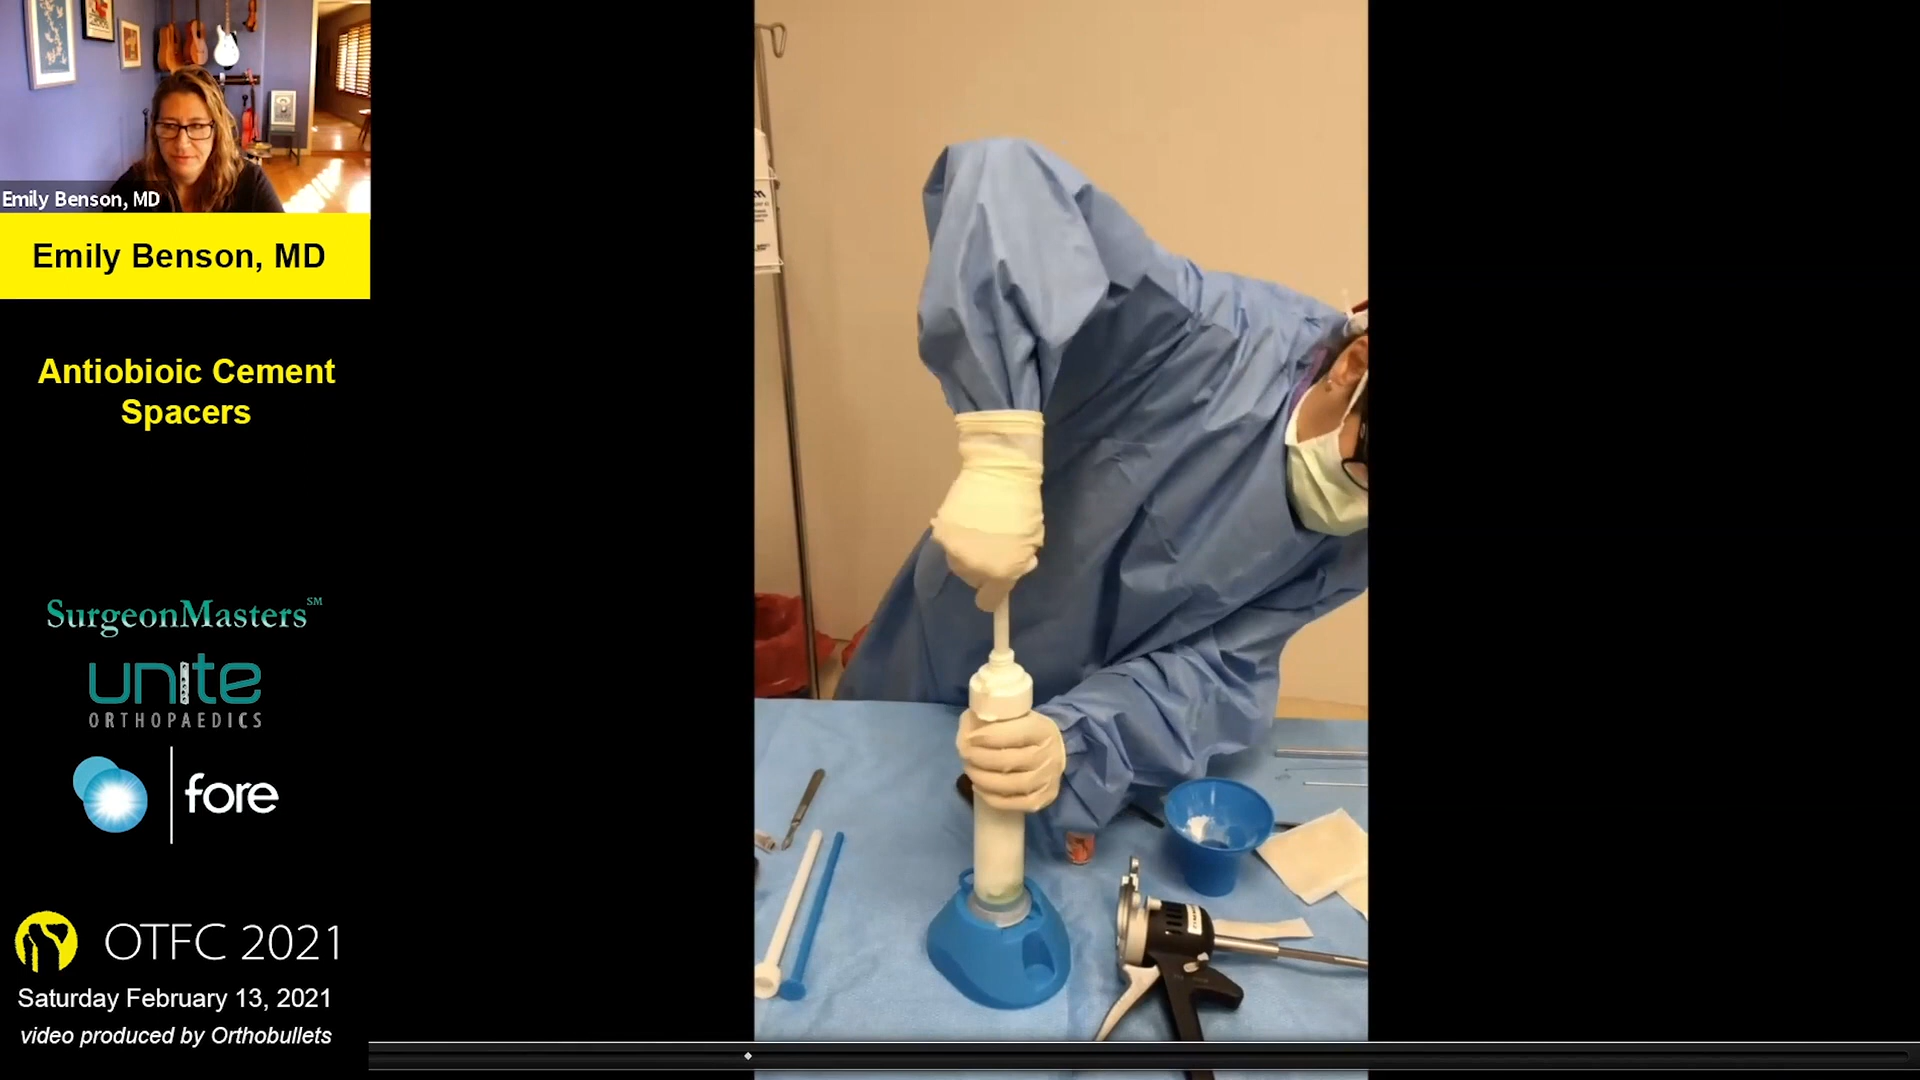 Emily Benson, MD
Emily Benson, MD
Antiobioic Cement
Spacers
SurgeonMasters℠
unite
ORTHOPAEDICS
fore
OTFC 2021
Saturday February 13, 2021
video produced by Orthobullets